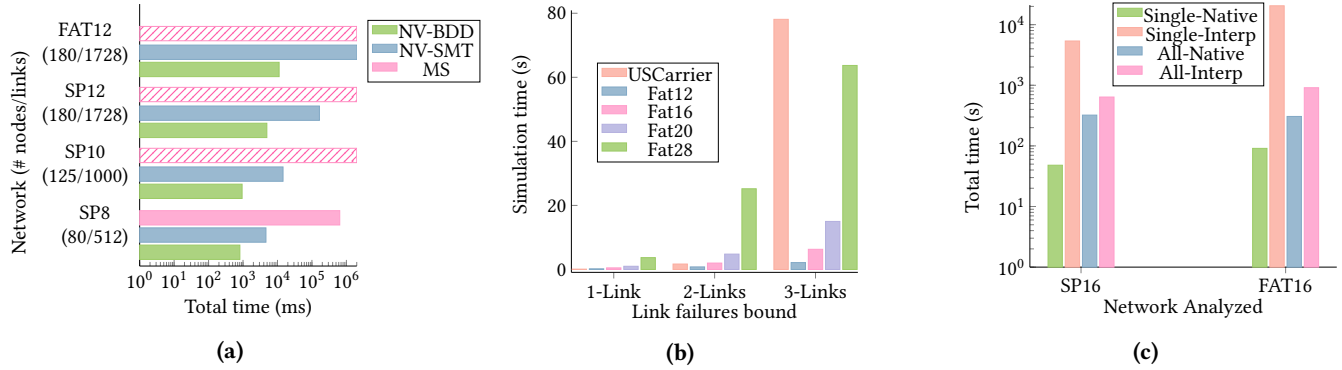 Network (# nodes/links)
FAT12
(180/1728)
SP12
(180/1728)
SP10
(125/1000)
SP8
(80/512)
10^0 10^1 10^2 10^3 10^4 10^5 10^6
Total time (ms)
NV-BDD
NV-SMT
MS
(a)
Simulation time (s)
80
60
40
20
0
USCarrier
Fat12
Fat16
Fat20
Fat28
1-Link 2-Links 3-Links
Link failures bound
(b)
Total time (s)
10^4
10^3
10^2
10^1
10^0
Single-Native
Single-Interp
All-Native
All-Interp
SP16 FAT16
Network Analyzed
(c)